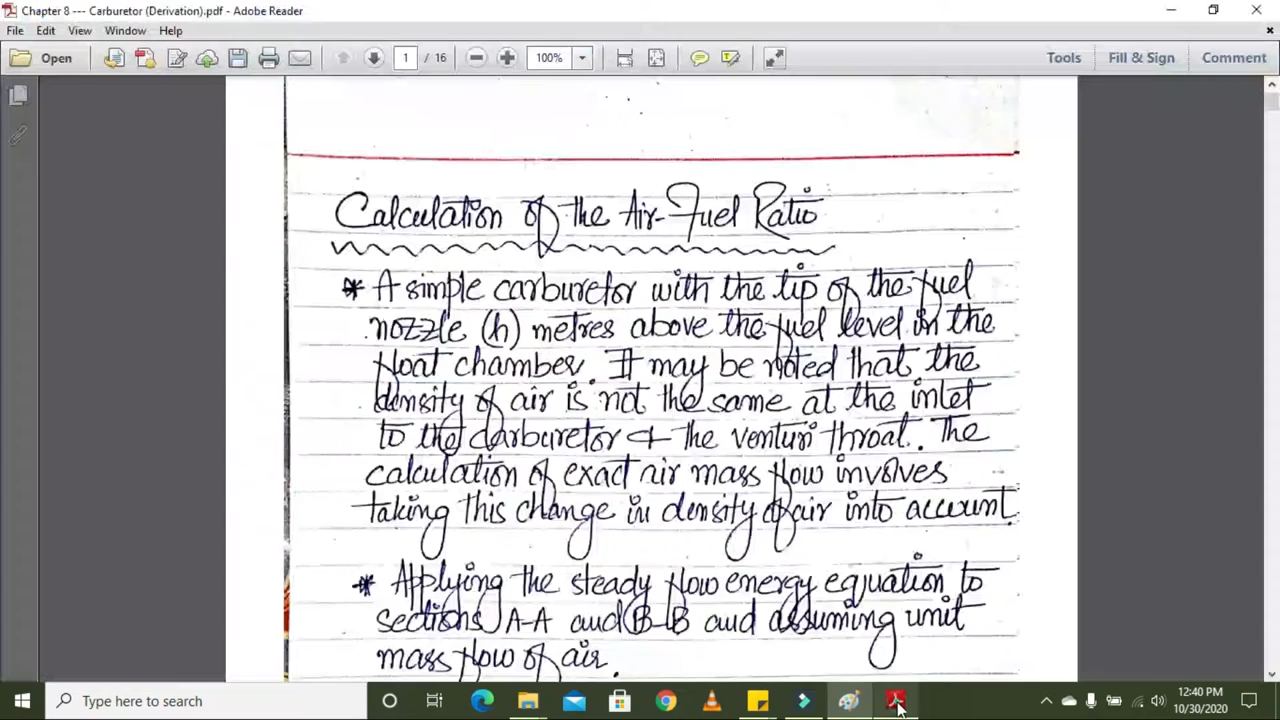 Chapter 8 --- Carburetor (Derivation).pdf - Adobe Reader
File Edit View Window Help
Open 1 / 16 100% Tools Fill & Sign Comment
Calculation of the Air-Fuel Ratio
* A simple carburetor with the tip of the fuel
nozzle (h) metres above the fuel level in the
float chamber. It may be noted that the
density of air is not the same at the inlet
to the carburetor & the venturi throat. The
calculation of exact air mass flow involves
taking this change in density of air into account.
* Applying the steady flow energy equation to
sections A-A and B-B and assuming unit
mass flow of air.
Type here to search
12:40 PM
10/30/2020